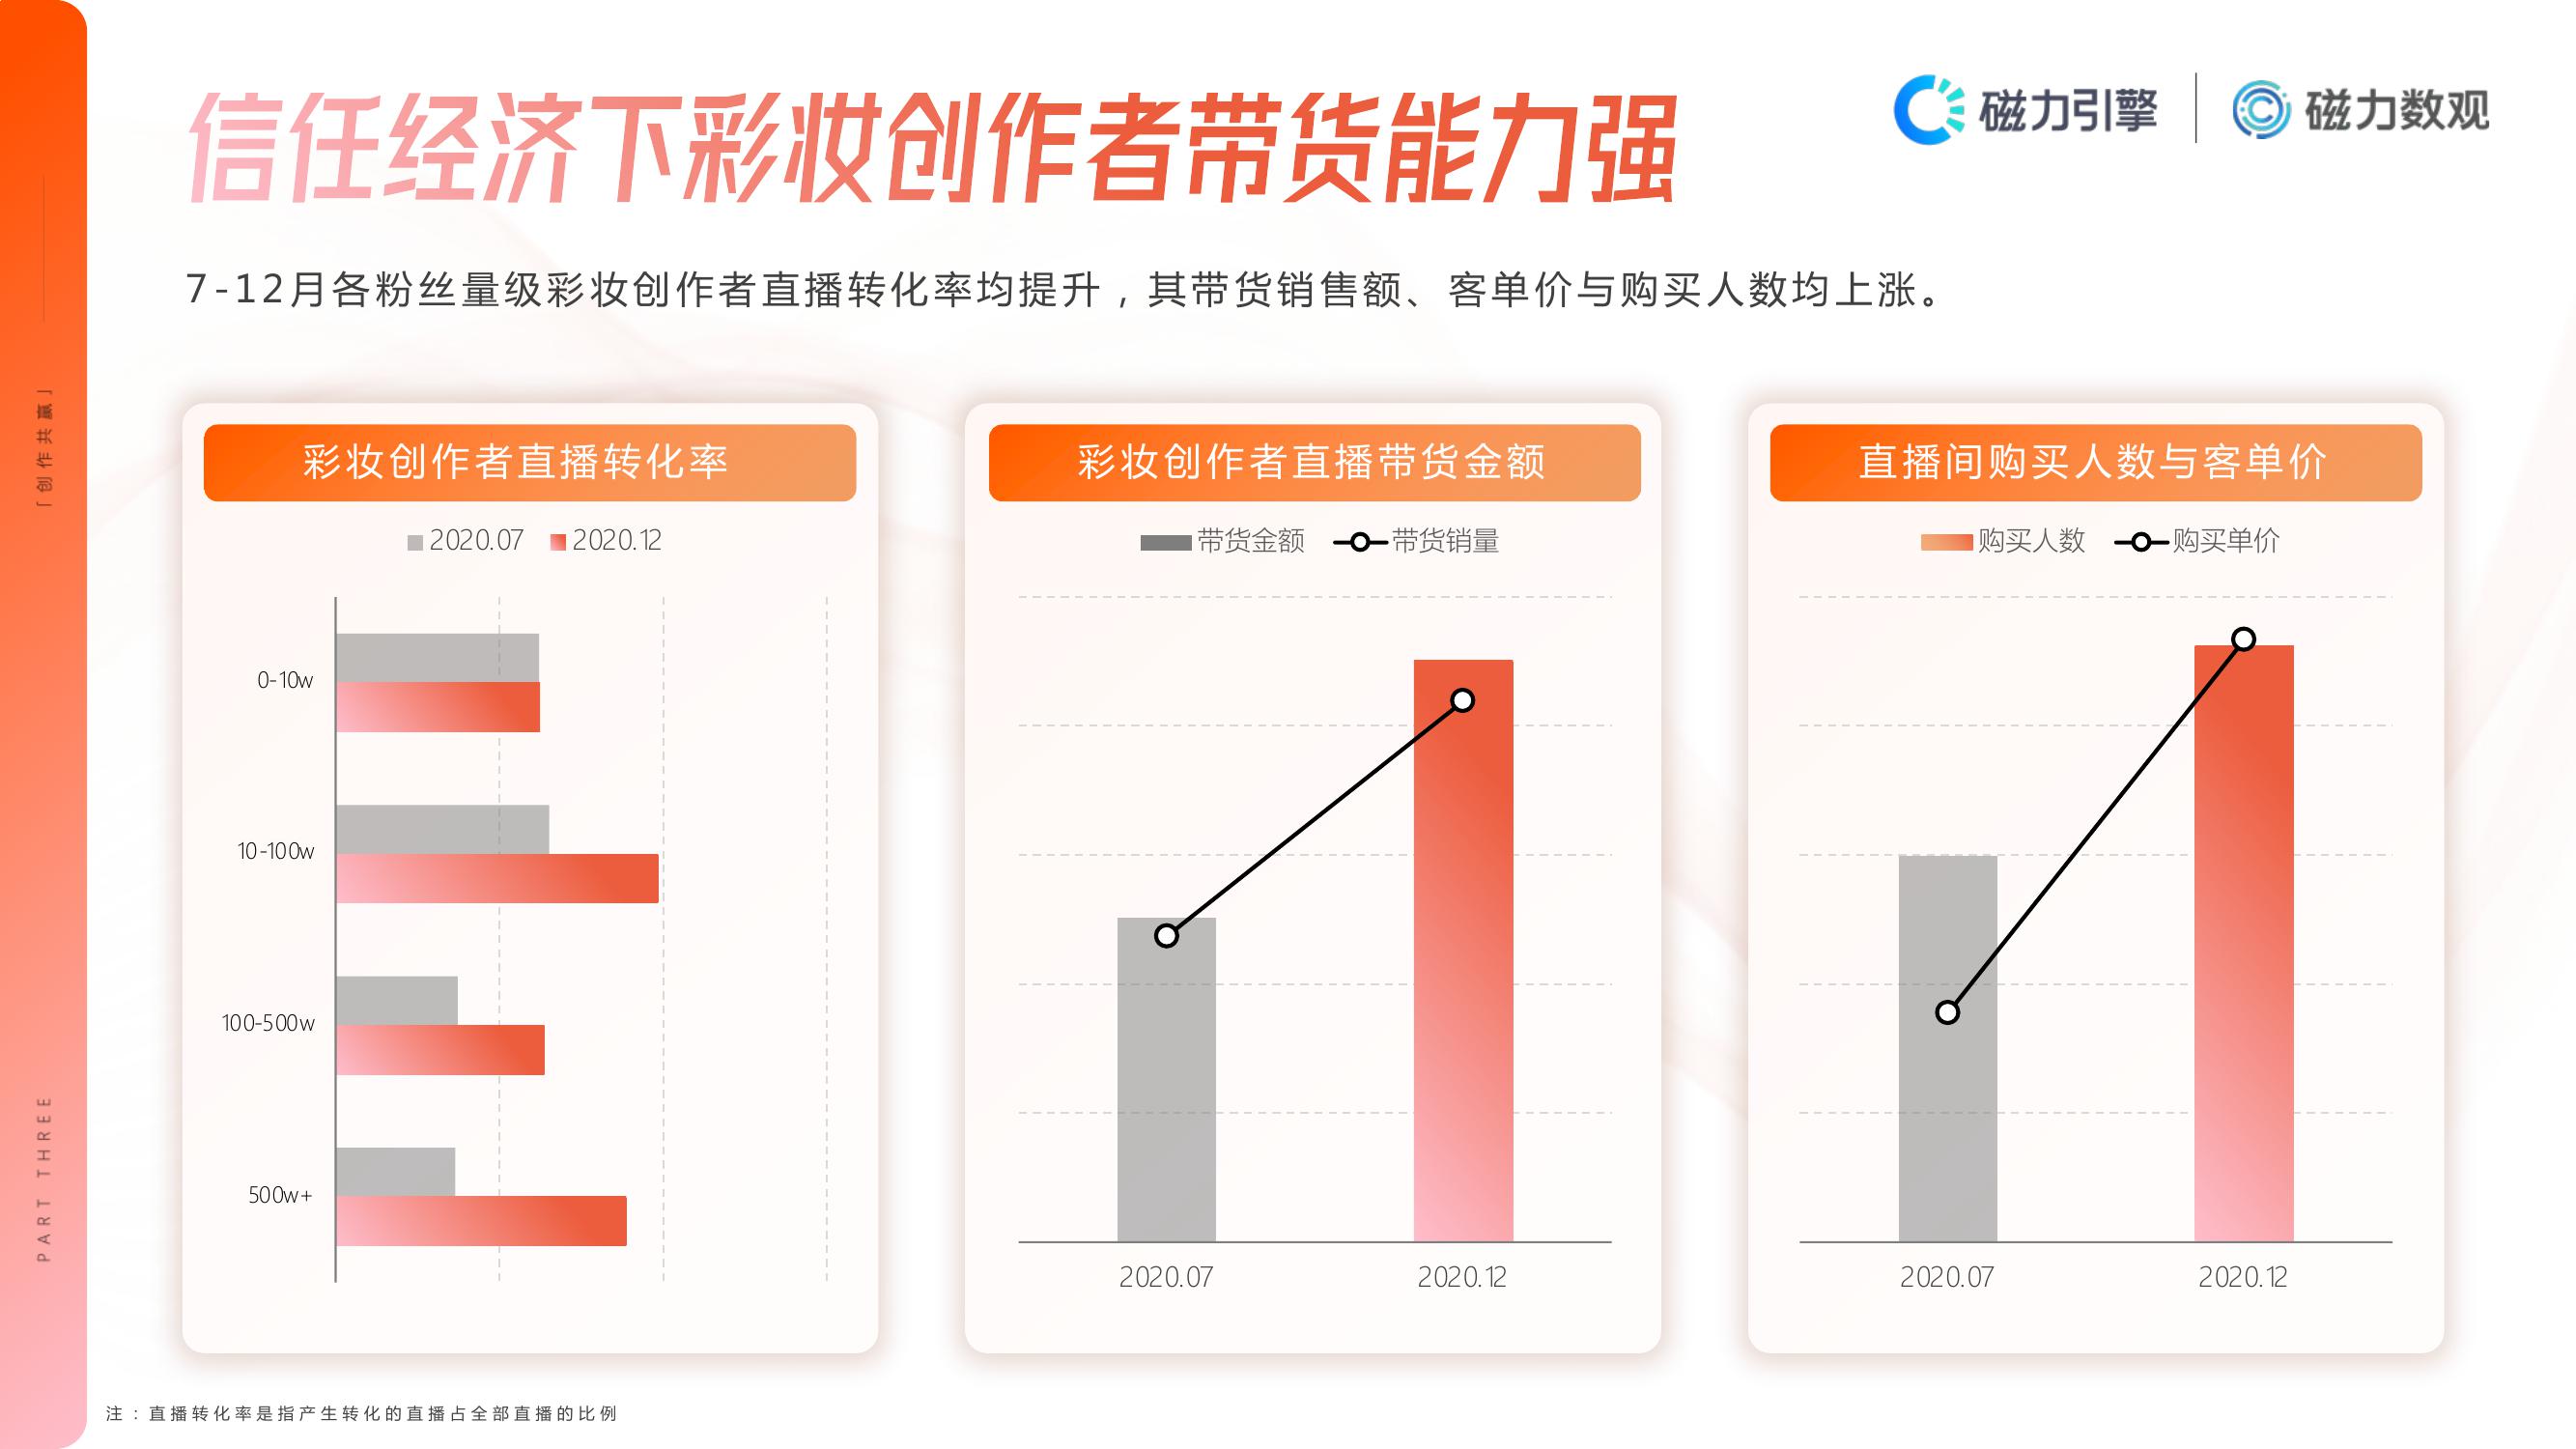 信任经济下彩妆创作者带货能力强
磁力引擎
磁力数观
7-12月各粉丝量级彩妆创作者直播转化率均提升，其带货销售额、客单价与购买人数均上涨。
「创作共赢」
PART THREE
彩妆创作者直播转化率
2020.07
2020.12
0-10w
10-100w
100-500w
500w+
彩妆创作者直播带货金额
带货金额
带货销量
2020.07
2020.12
直播间购买人数与客单价
购买人数
购买单价
2020.07
2020.12
注：直播转化率是指产生转化的直播占全部直播的比例